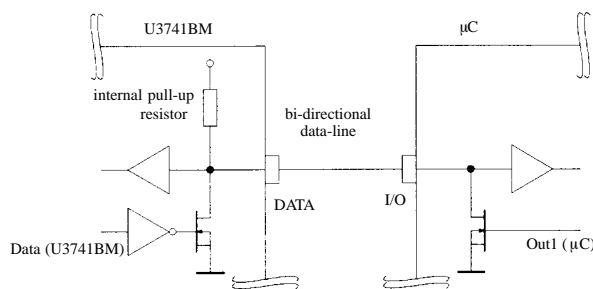 U3741BM
µC
internal pull-up
resistor
bi-directional
data-line
DATA
I/O
Data (U3741BM)
Out1 (µC)